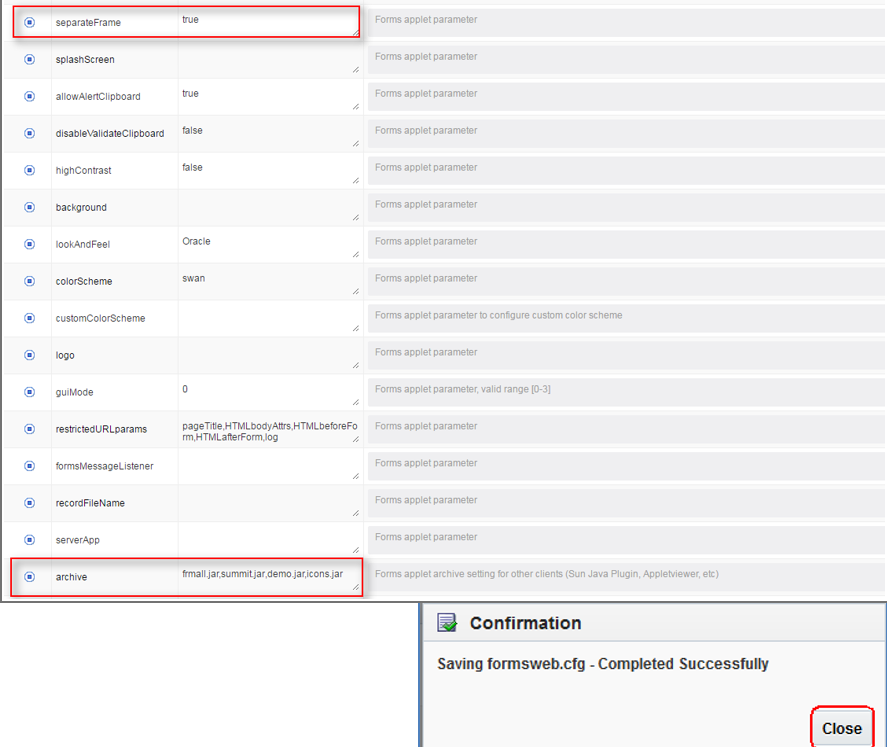 separateFrame true Forms applet parameter
splashScreen Forms applet parameter
allowAlertClipboard true Forms applet parameter
disableValidateClipboard false Forms applet parameter
highContrast false Forms applet parameter
background Forms applet parameter
lookAndFeel Oracle Forms applet parameter
colorScheme swan Forms applet parameter
customColorScheme Forms applet parameter to configure custom color scheme
logo Forms applet parameter
guiMode 0 Forms applet parameter, valid range [0-3]
restrictedURLparams pageTitle,HTMLbodyAttrs,HTMLbeforeFo Forms applet parameter
rm,HTMLafterForm,log
formsMessageListener Forms applet parameter
recordFileName Forms applet parameter
serverApp Forms applet parameter
archive frmall.jar,summit.jar,demo.jar,icons.jar Forms applet archive setting for other clients (Sun Java Plugin, Appletviewer, etc)
Confirmation
Saving formsweb.cfg - Completed Successfully
Close